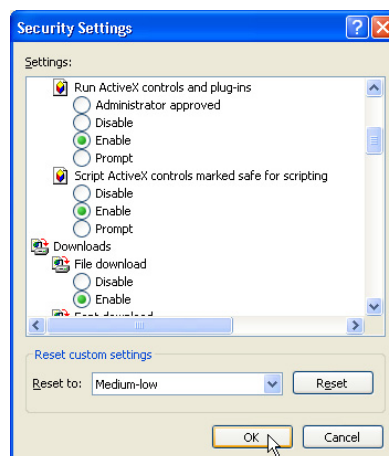 Security Settings
Settings:
Run ActiveX controls and plug-ins
Administrator approved
Disable
Enable
Prompt
Script ActiveX controls marked safe for scripting
Disable
Enable
Prompt
Downloads
File download
Disable
Enable
Font download
Reset custom settings
Reset to: Medium-low Reset
OK Cancel